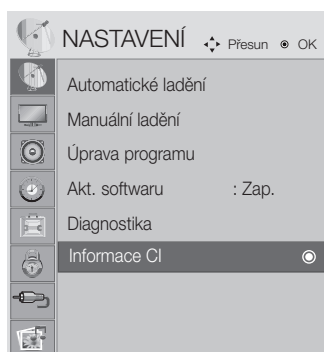 NASTAVENÍ Přesun OK
Automatické ladění
Manuální ladění
Úprava programu
Akt. softwaru : Zap.
Diagnostika
Informace CI